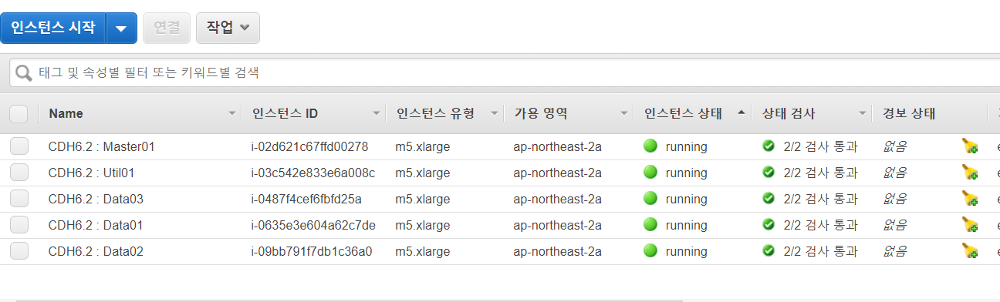 인스턴스 시작 연결 작업
태그 및 속성별 필터 또는 키워드별 검색
Name 인스턴스 ID 인스턴스 유형 가용 영역 인스턴스 상태 상태 검사 경보 상태
CDH6.2 : Master01 i-02d621c67ffd00278 m5.xlarge ap-northeast-2a running 2/2 검사 통과 없음
CDH6.2 : Util01 i-03c542e833e6a008c m5.xlarge ap-northeast-2a running 2/2 검사 통과 없음
CDH6.2 : Data03 i-0487f4cef6fbfd25a m5.xlarge ap-northeast-2a running 2/2 검사 통과 없음
CDH6.2 : Data01 i-0635e3e604a62c7de m5.xlarge ap-northeast-2a running 2/2 검사 통과 없음
CDH6.2 : Data02 i-09bb791f7db1c36a0 m5.xlarge ap-northeast-2a running 2/2 검사 통과 없음